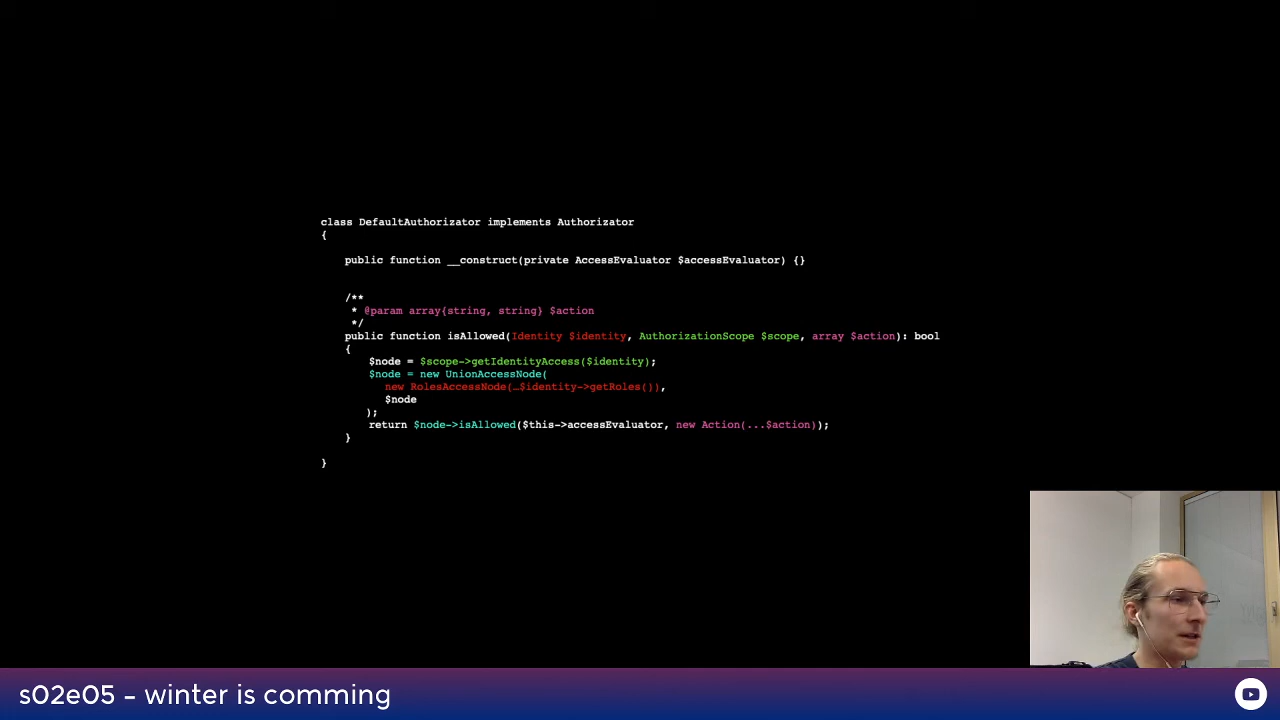 class DefaultAuthorizator implements Authorizator
{
public function __construct(private AccessEvaluator $accessEvaluator) {}
/**
* @param array{string, string} $action
*/
public function isAllowed(Identity $identity, AuthorizationScope $scope, array $action): bool
{
$node = $scope->getIdentityAccess($identity);
$node = new UnionAccessNode(
new RolesAccessNode(…$identity->getRoles()),
$node
);
return $node->isAllowed($this->accessEvaluator, new Action(...$action));
}
}
s02e05 - winter is comming